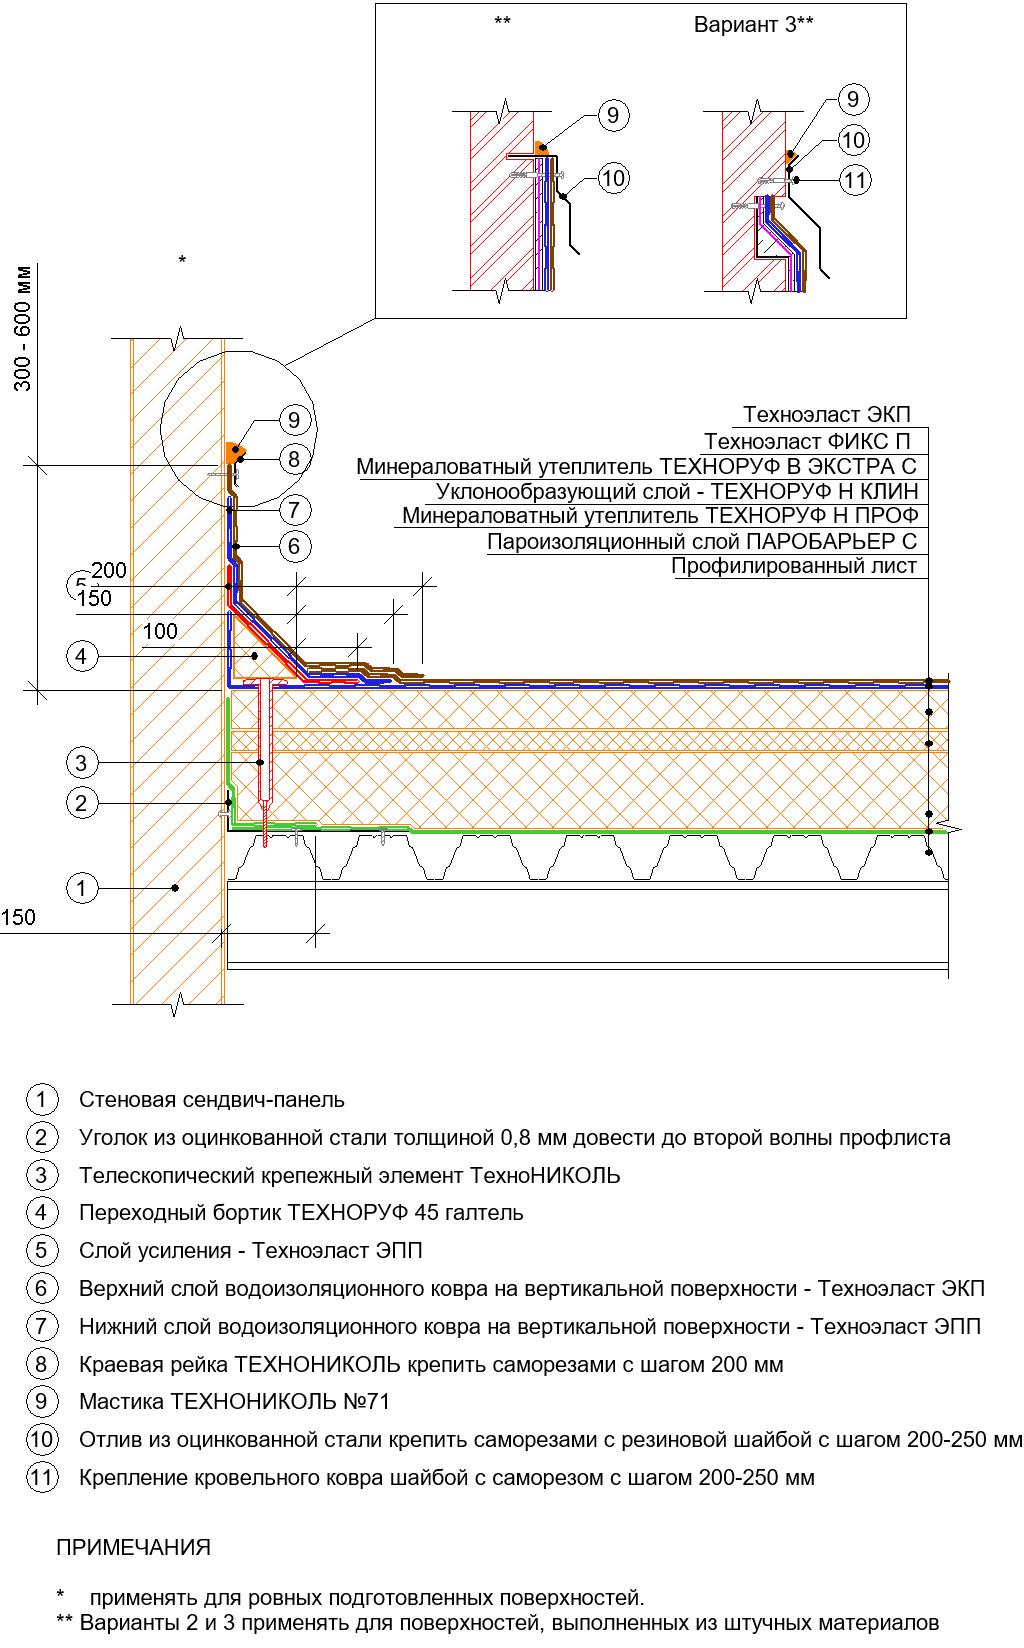 ** Вариант 3**
9
10
9
10
11
*
300 - 600 мм
9
8
7
6
Техноэласт ЭКП
Техноэласт ФИКС П
Минераловатный утеплитель ТЕХНОРУФ В ЭКСТРА С
Уклонообразующий слой - ТЕХНОРУФ Н КЛИН
Минераловатный утеплитель ТЕХНОРУФ Н ПРОФ
Пароизоляционный слой ПАРОБАРЬЕР С
Профилированный лист
5
200
150
100
4
3
2
1
150
1 Стеновая сендвич-панель
2 Уголок из оцинкованной стали толщиной 0,8 мм довести до второй волны профлиста
3 Телескопический крепежный элемент ТехноНИКОЛЬ
4 Переходный бортик ТЕХНОРУФ 45 галтель
5 Слой усиления - Техноэласт ЭПП
6 Верхний слой водоизоляционного ковра на вертикальной поверхности - Техноэласт ЭКП
7 Нижний слой водоизоляционного ковра на вертикальной поверхности - Техноэласт ЭПП
8 Краевая рейка ТЕХНОНИКОЛЬ крепить саморезами с шагом 200 мм
9 Мастика ТЕХНОНИКОЛЬ №71
10 Отлив из оцинкованной стали крепить саморезами с резиновой шайбой с шагом 200-250 мм
11 Крепление кровельного ковра шайбой с саморезом с шагом 200-250 мм
ПРИМЕЧАНИЯ
* применять для ровных подготовленных поверхностей.
** Варианты 2 и 3 применять для поверхностей, выполненных из штучных материалов